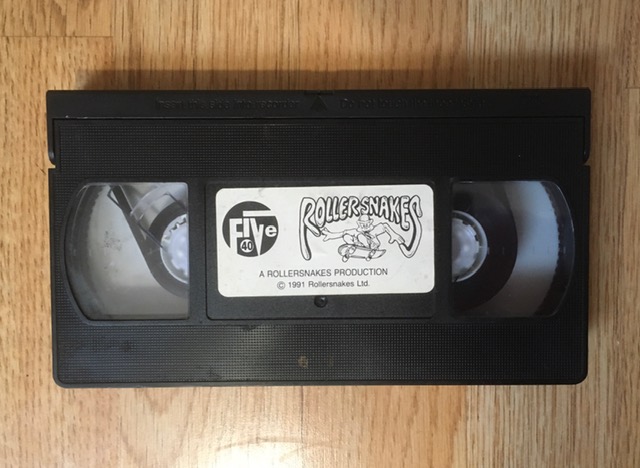 FIVe
40
ROLLERSNAKES
A ROLLERSNAKES PRODUCTION
© 1991 Rollersnakes Ltd.